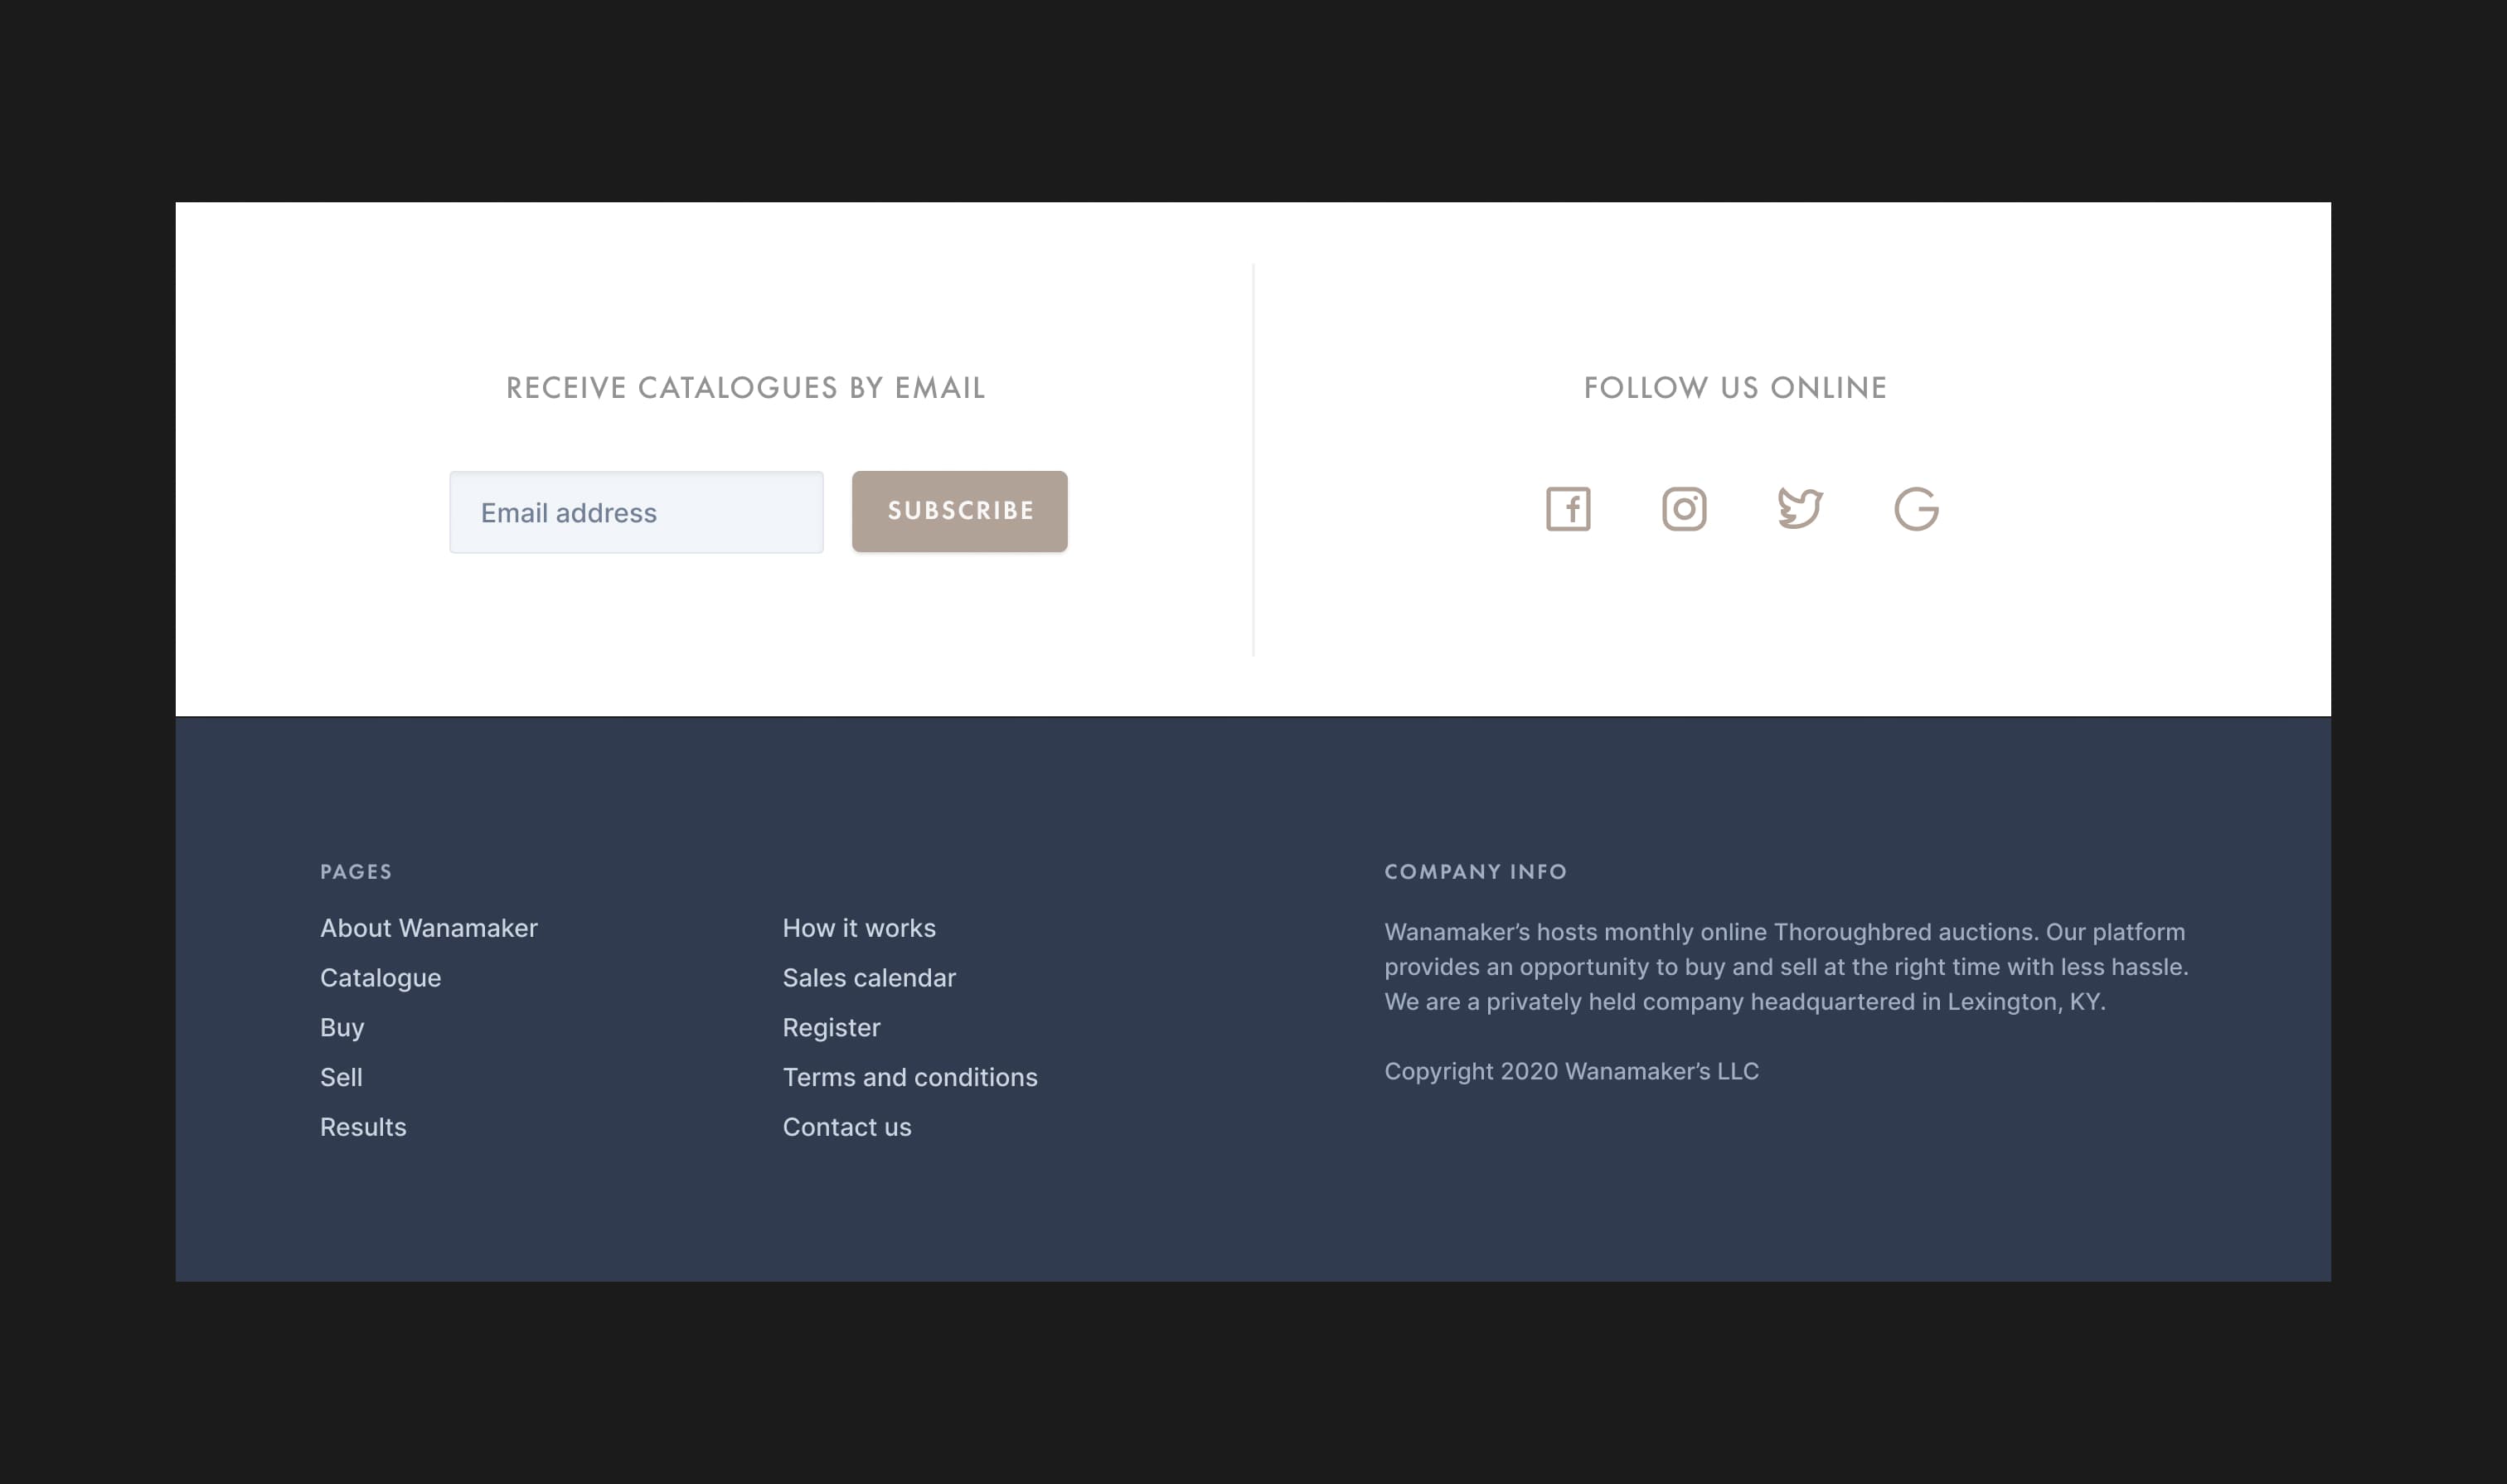 RECEIVE CATALOGUES BY EMAIL
Email address
SUBSCRIBE
FOLLOW US ONLINE
PAGES
About Wanamaker
Catalogue
Buy
Sell
Results
How it works
Sales calendar
Register
Terms and conditions
Contact us
COMPANY INFO
Wanamaker’s hosts monthly online Thoroughbred auctions. Our platform
provides an opportunity to buy and sell at the right time with less hassle.
We are a privately held company headquartered in Lexington, KY.
Copyright 2020 Wanamaker’s LLC